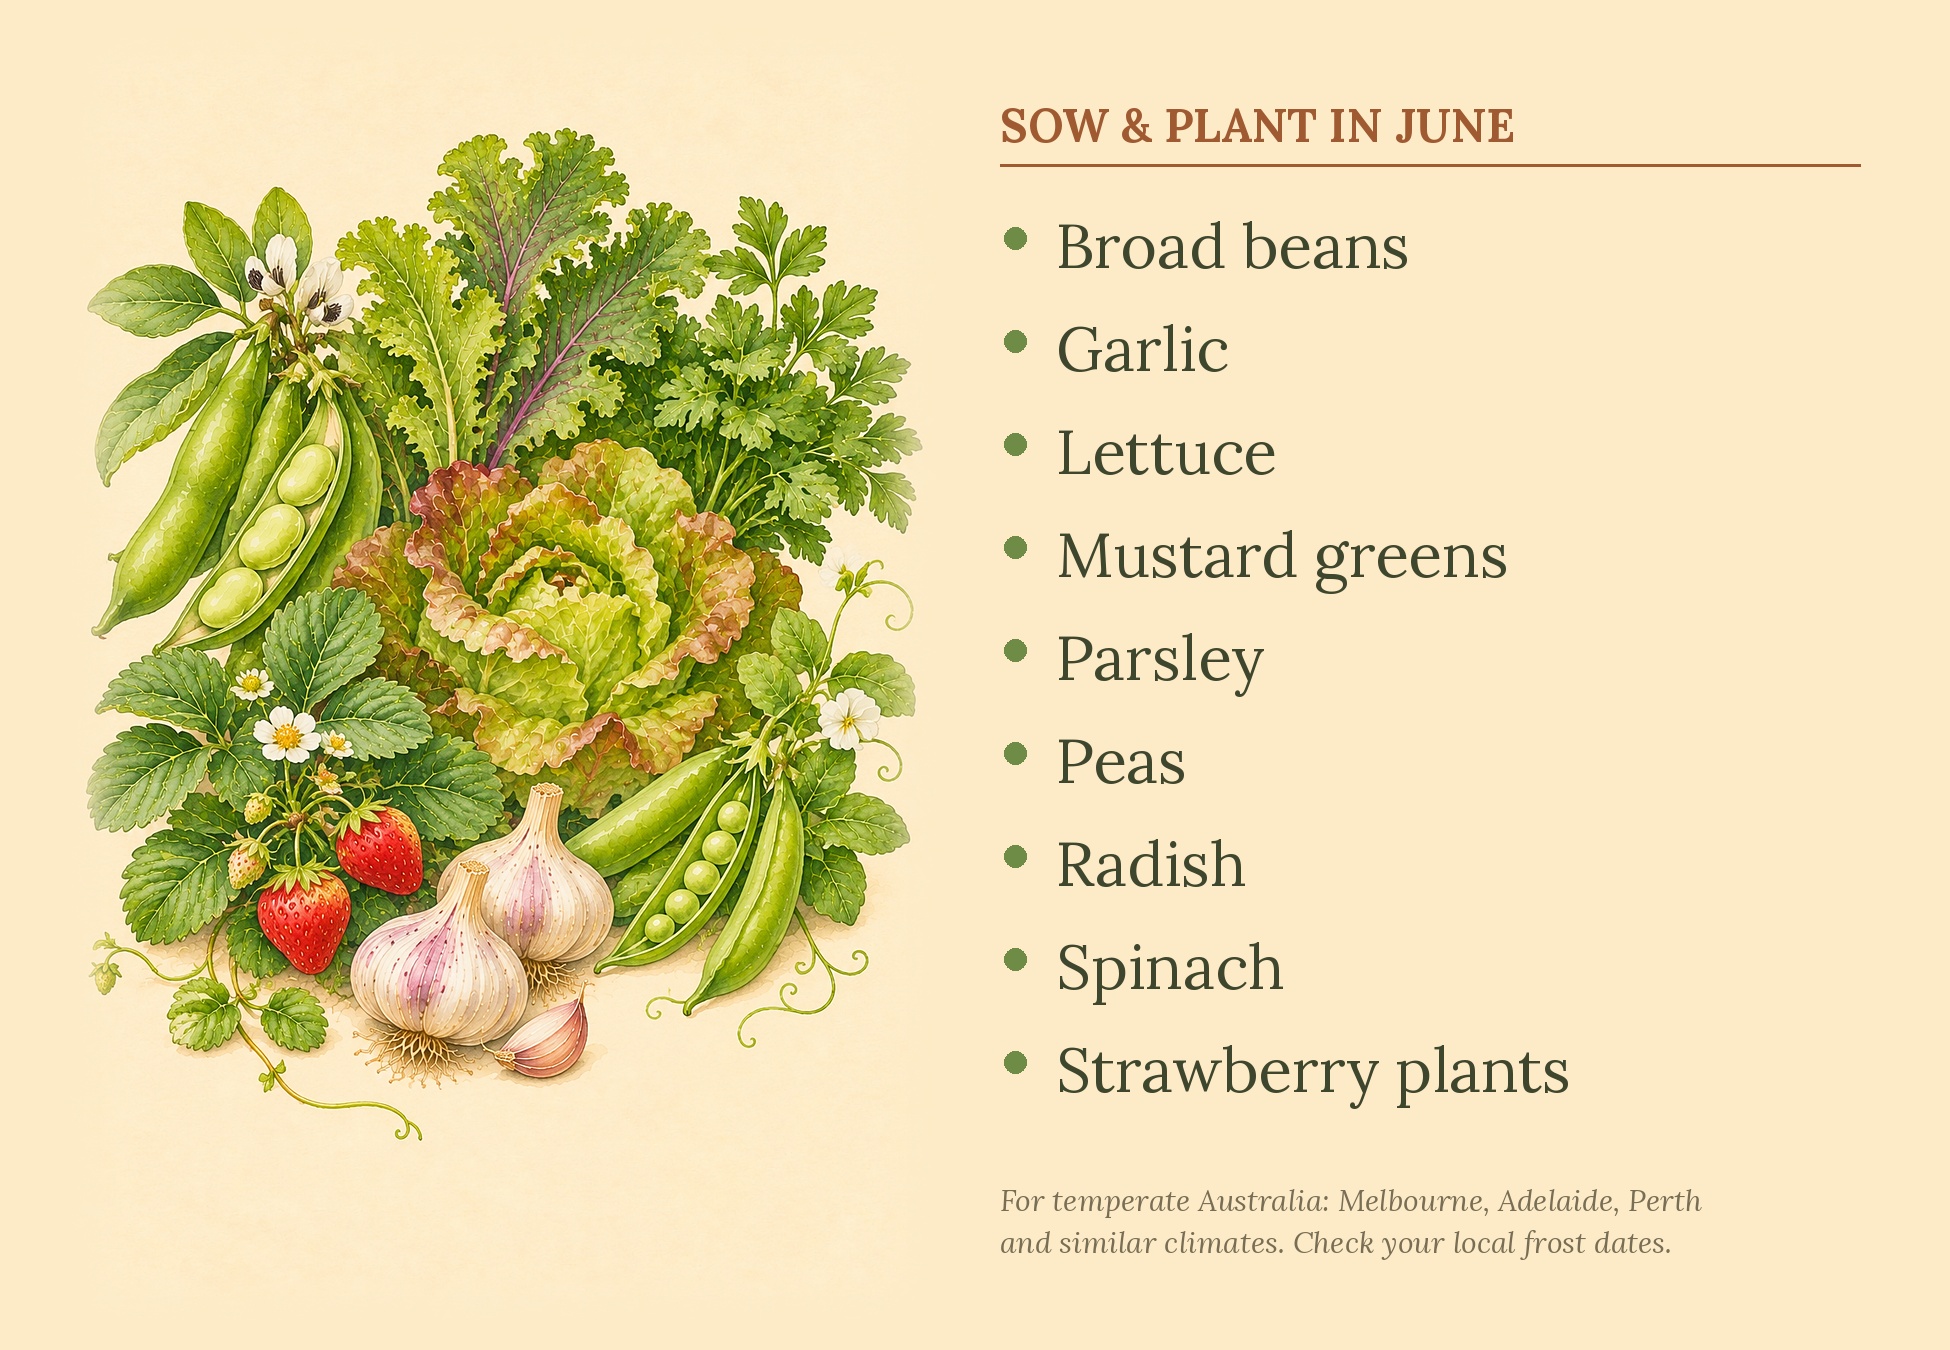 SOW & PLANT IN JUNE
• Broad beans
• Garlic
• Lettuce
• Mustard greens
• Parsley
• Peas
• Radish
• Spinach
• Strawberry plants
For temperate Australia: Melbourne, Adelaide, Perth
and similar climates. Check your local frost dates.